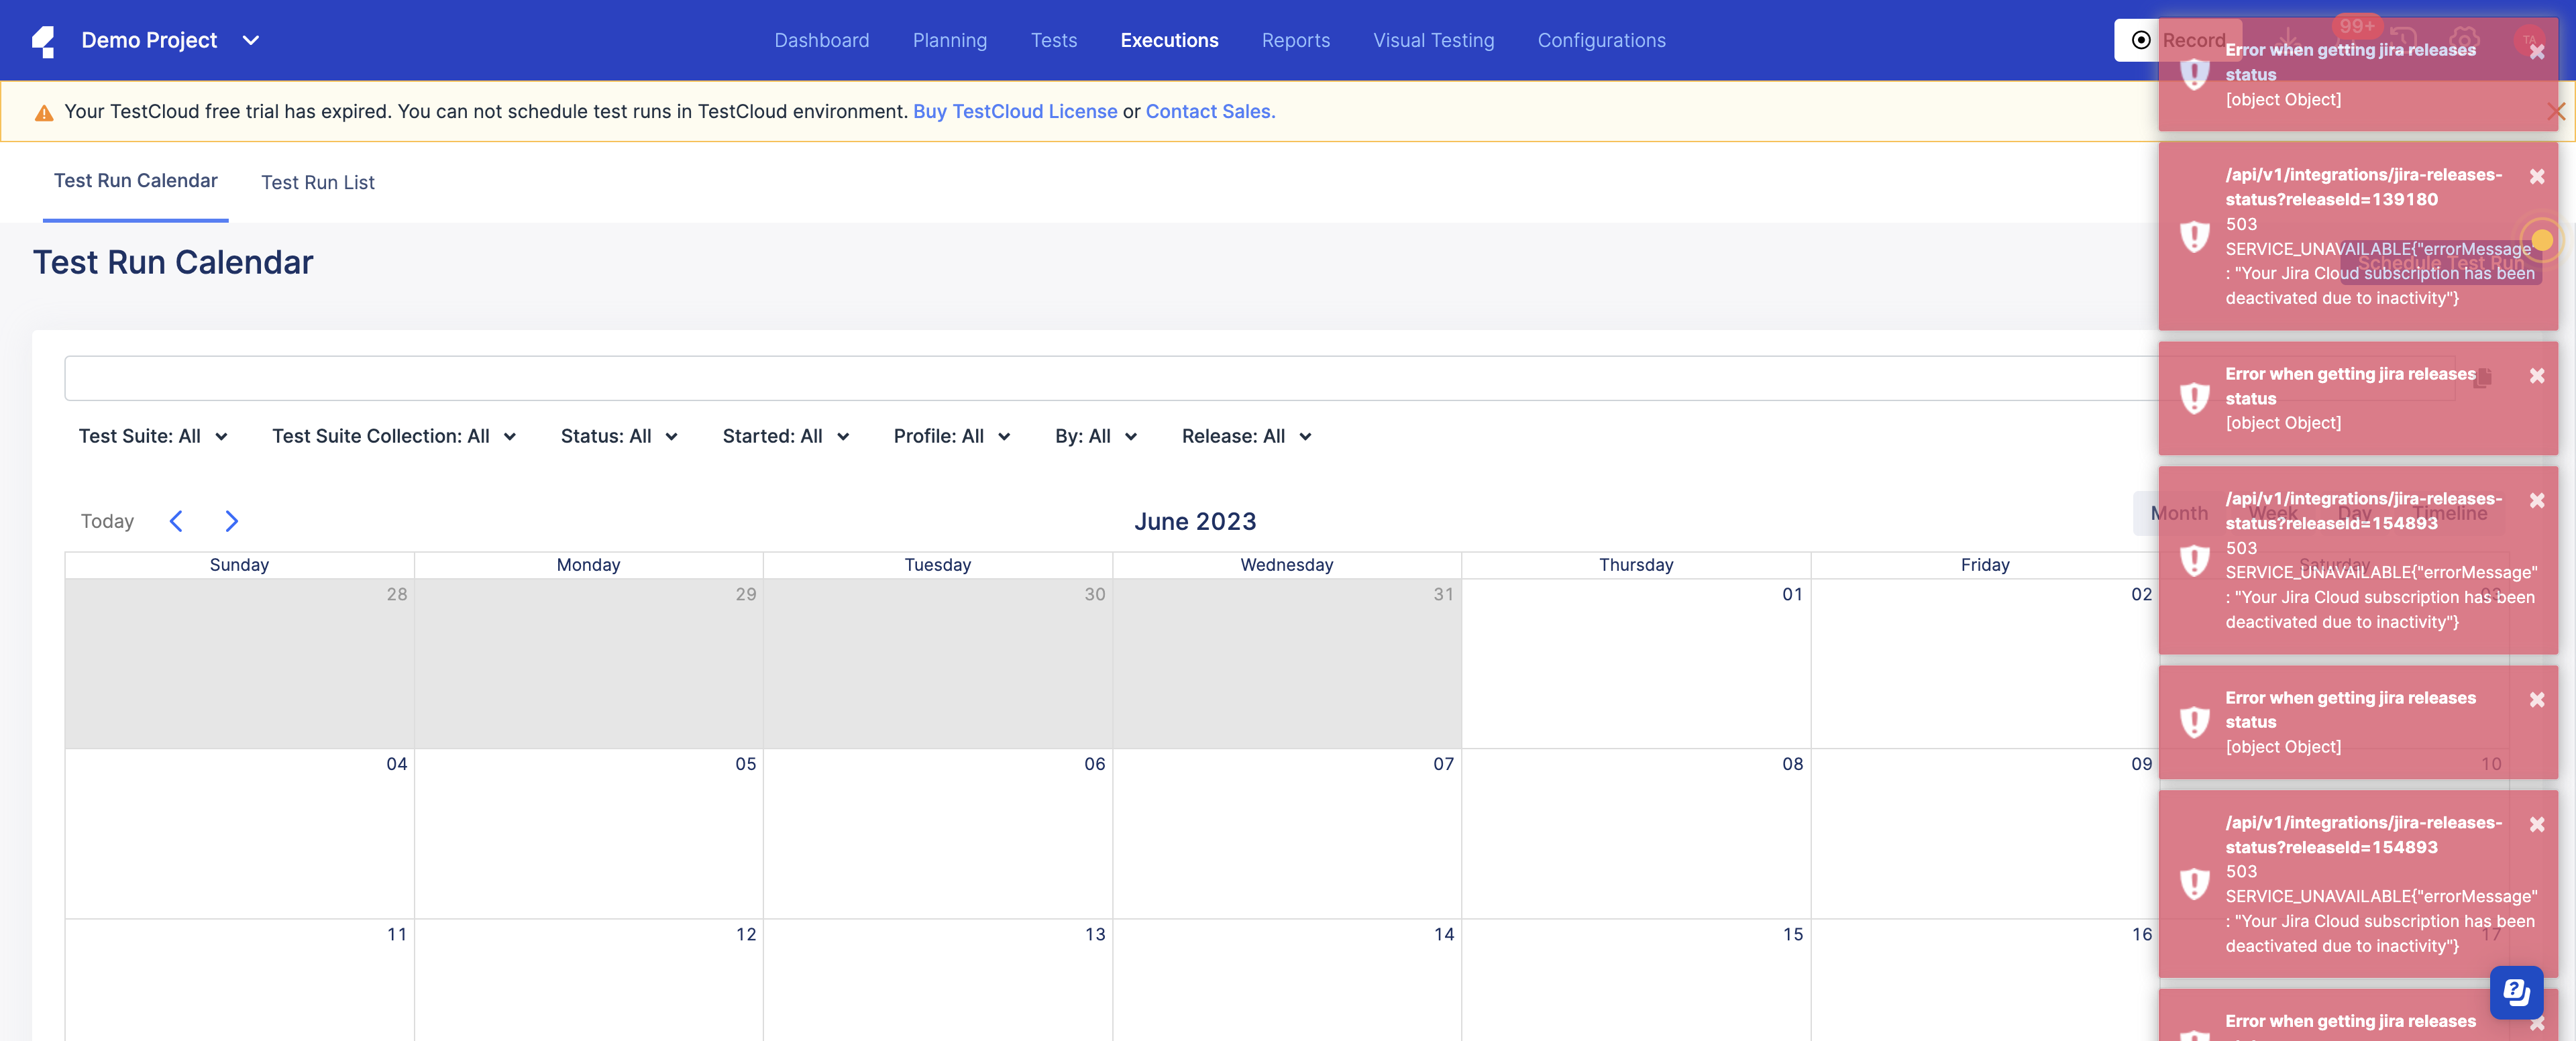 Demo Project
Dashboard Planning Tests Executions Reports Visual Testing Configurations
Record
99+
TA
Your TestCloud free trial has expired. You can not schedule test runs in TestCloud environment. Buy TestCloud License or Contact Sales.
Test Run Calendar Test Run List
Test Run Calendar
Schedule Test Run
Test Suite: All Test Suite Collection: All Status: All Started: All Profile: All By: All Release: All
Today
June 2023
Month Week Day Timeline
Sunday Monday Tuesday Wednesday Thursday Friday Saturday
28 29 30 31 01 02 03
04 05 06 07 08 09 10
11 12 13 14 15 16 17
Error when getting jira releases
status
[object Object]
/api/v1/integrations/jira-releases-
status?releaseId=139180
503
SERVICE_UNAVAILABLE{"errorMessage"
: "Your Jira Cloud subscription has been
deactivated due to inactivity"}
Error when getting jira releases
status
[object Object]
/api/v1/integrations/jira-releases-
status?releaseId=154893
503
SERVICE_UNAVAILABLE{"errorMessage"
: "Your Jira Cloud subscription has been
deactivated due to inactivity"}
Error when getting jira releases
status
[object Object]
/api/v1/integrations/jira-releases-
status?releaseId=154893
503
SERVICE_UNAVAILABLE{"errorMessage"
: "Your Jira Cloud subscription has been
deactivated due to inactivity"}
Error when getting jira releases